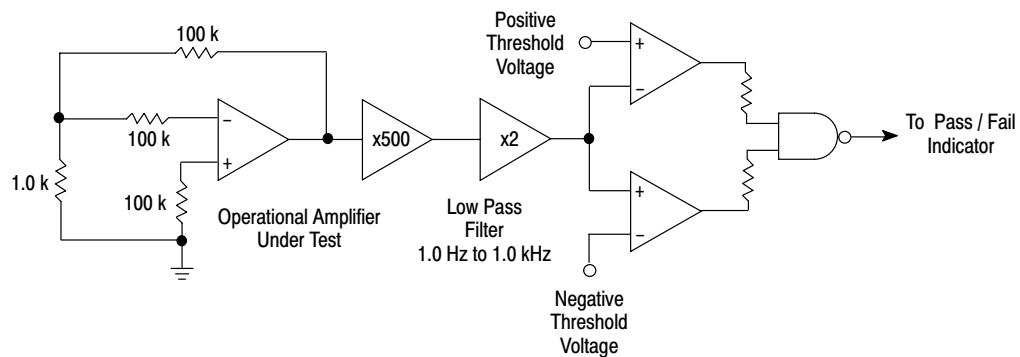 100 k
100 k
1.0 k
100 k
−
+
Operational Amplifier
Under Test
x500
x2
Low Pass
Filter
1.0 Hz to 1.0 kHz
Positive
Threshold
Voltage
+
−
+
−
Negative
Threshold
Voltage
To Pass / Fail
Indicator